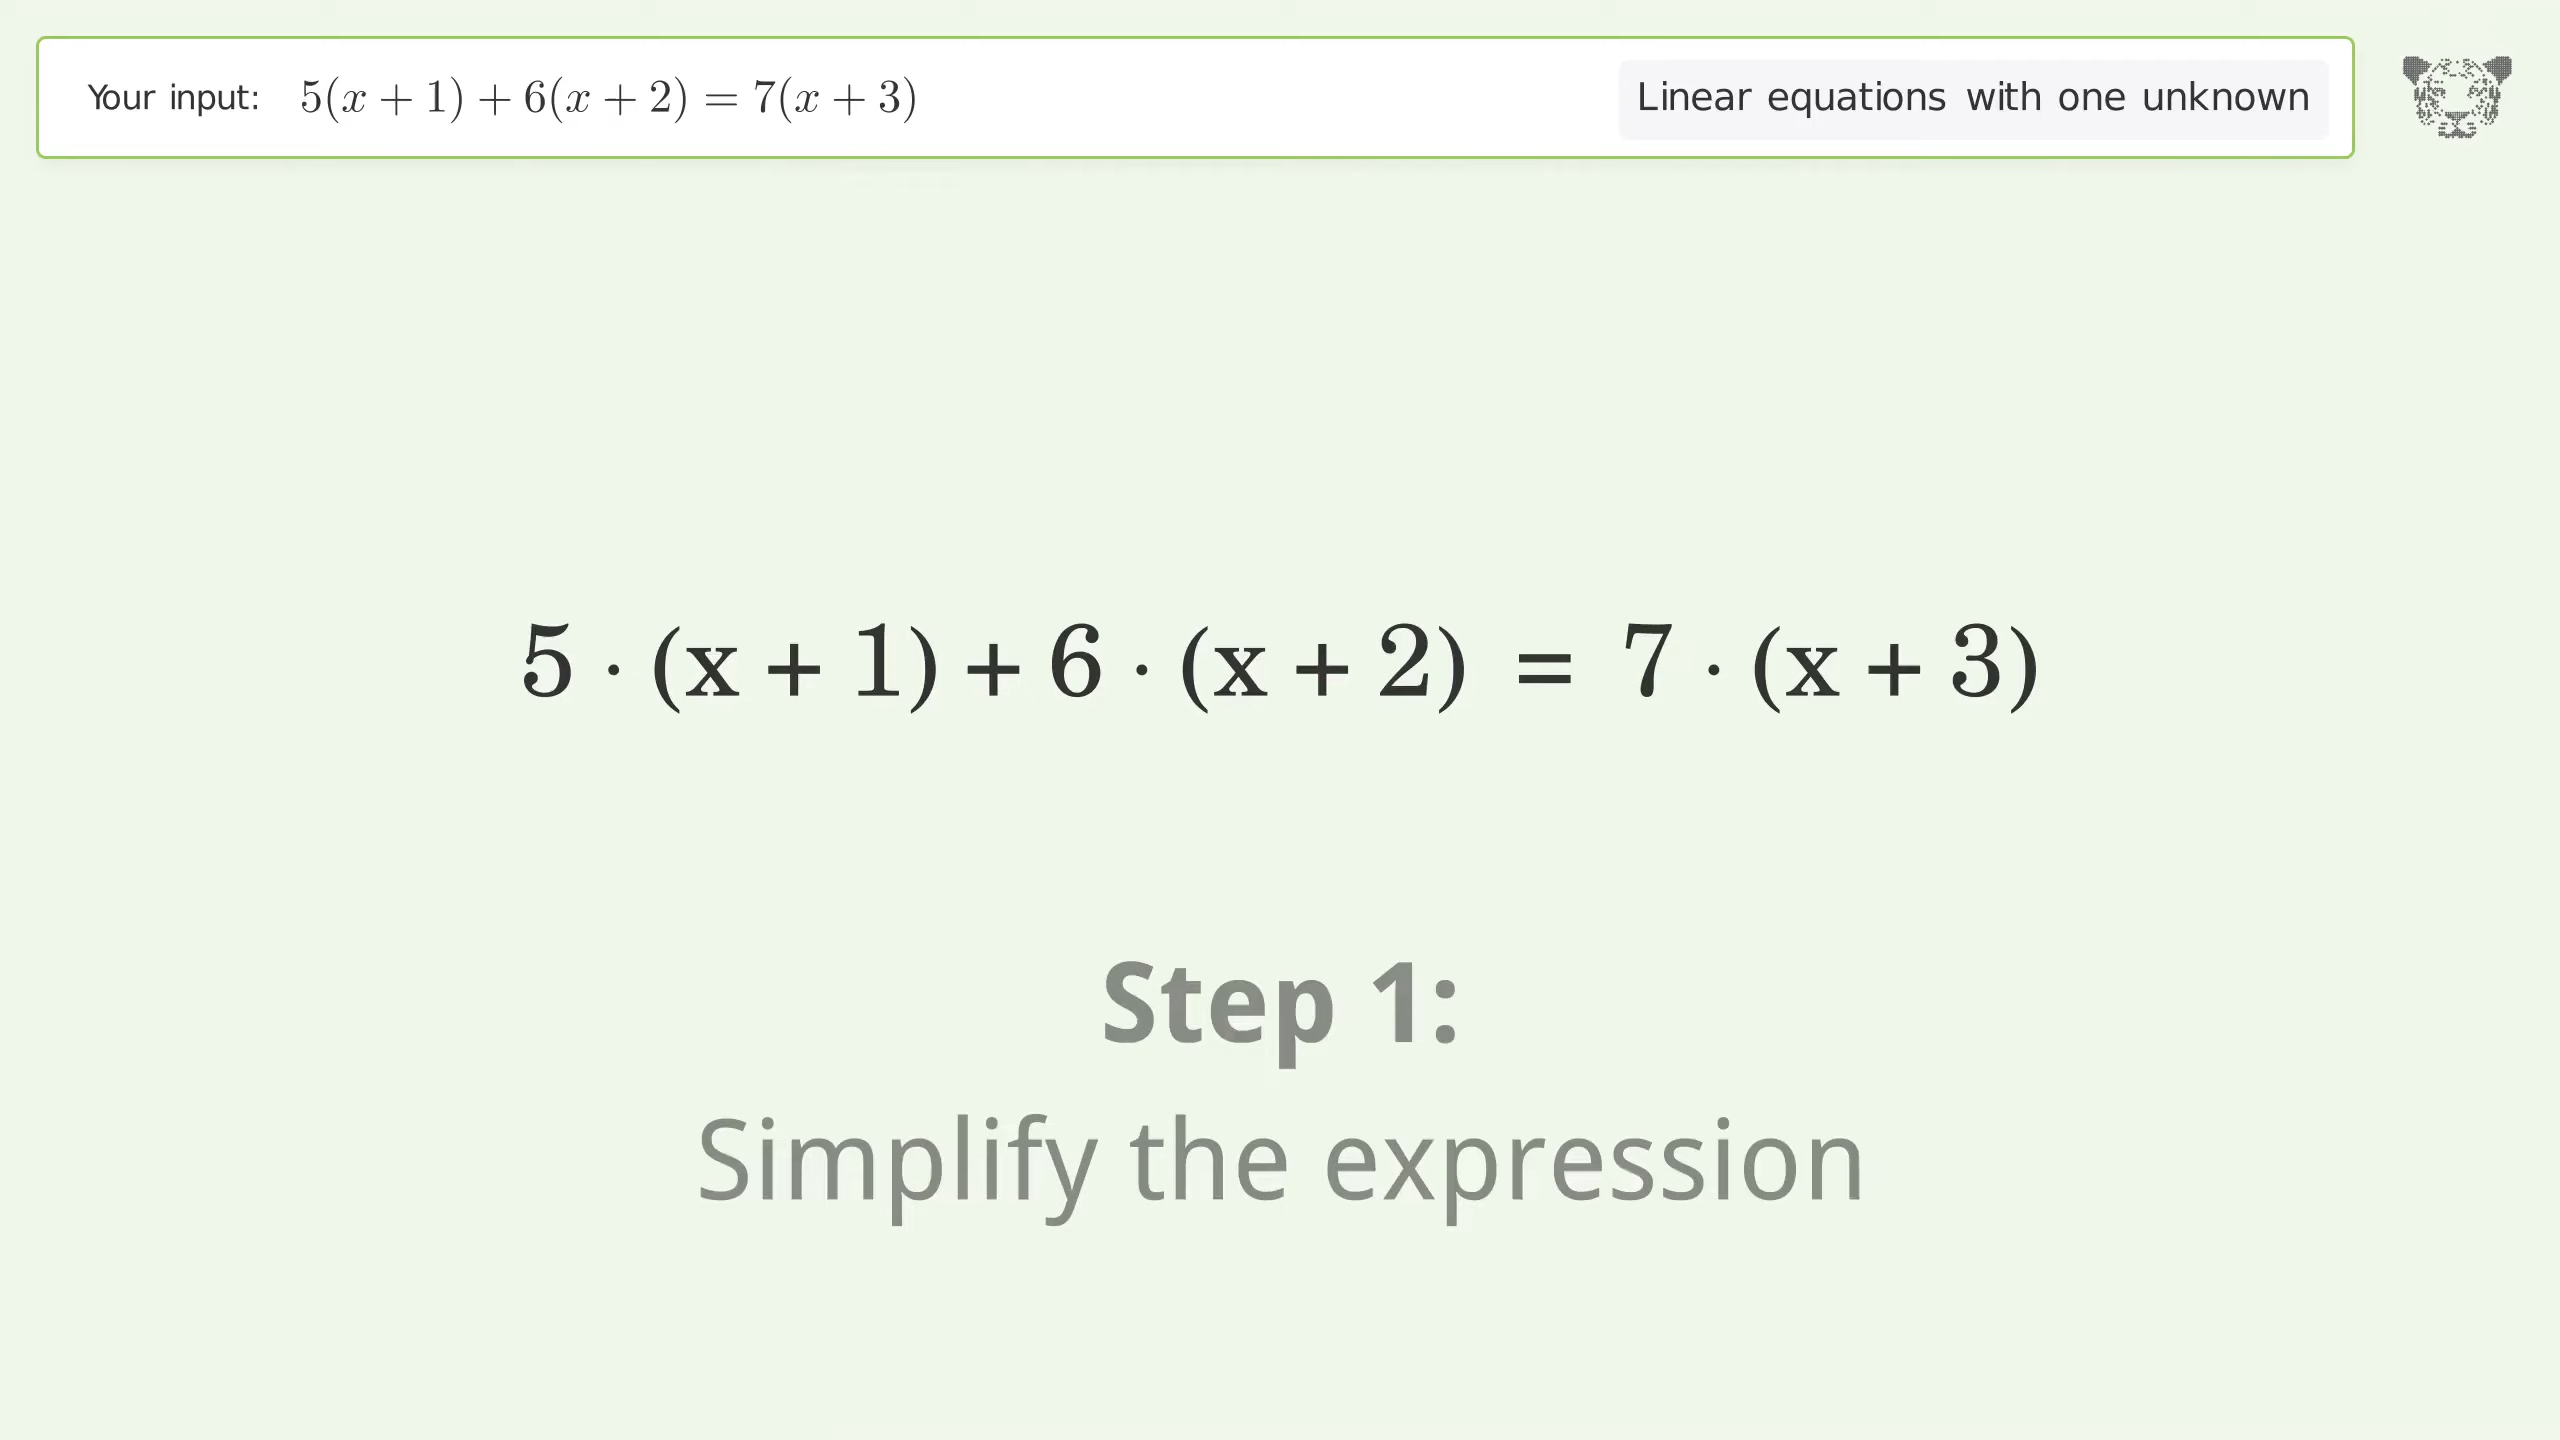 Your input: 5(x + 1) + 6(x + 2) = 7(x + 3) Linear equations with one unknown
5 · (x + 1) + 6 · (x + 2) = 7 · (x + 3)
Step 1:
Simplify the expression